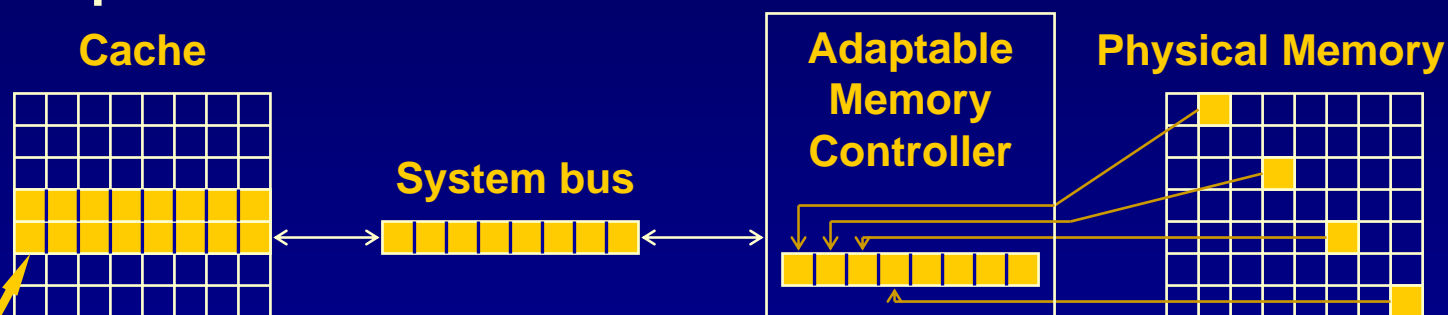 Cache
System bus
Adaptable
Memory
Controller
Physical Memory